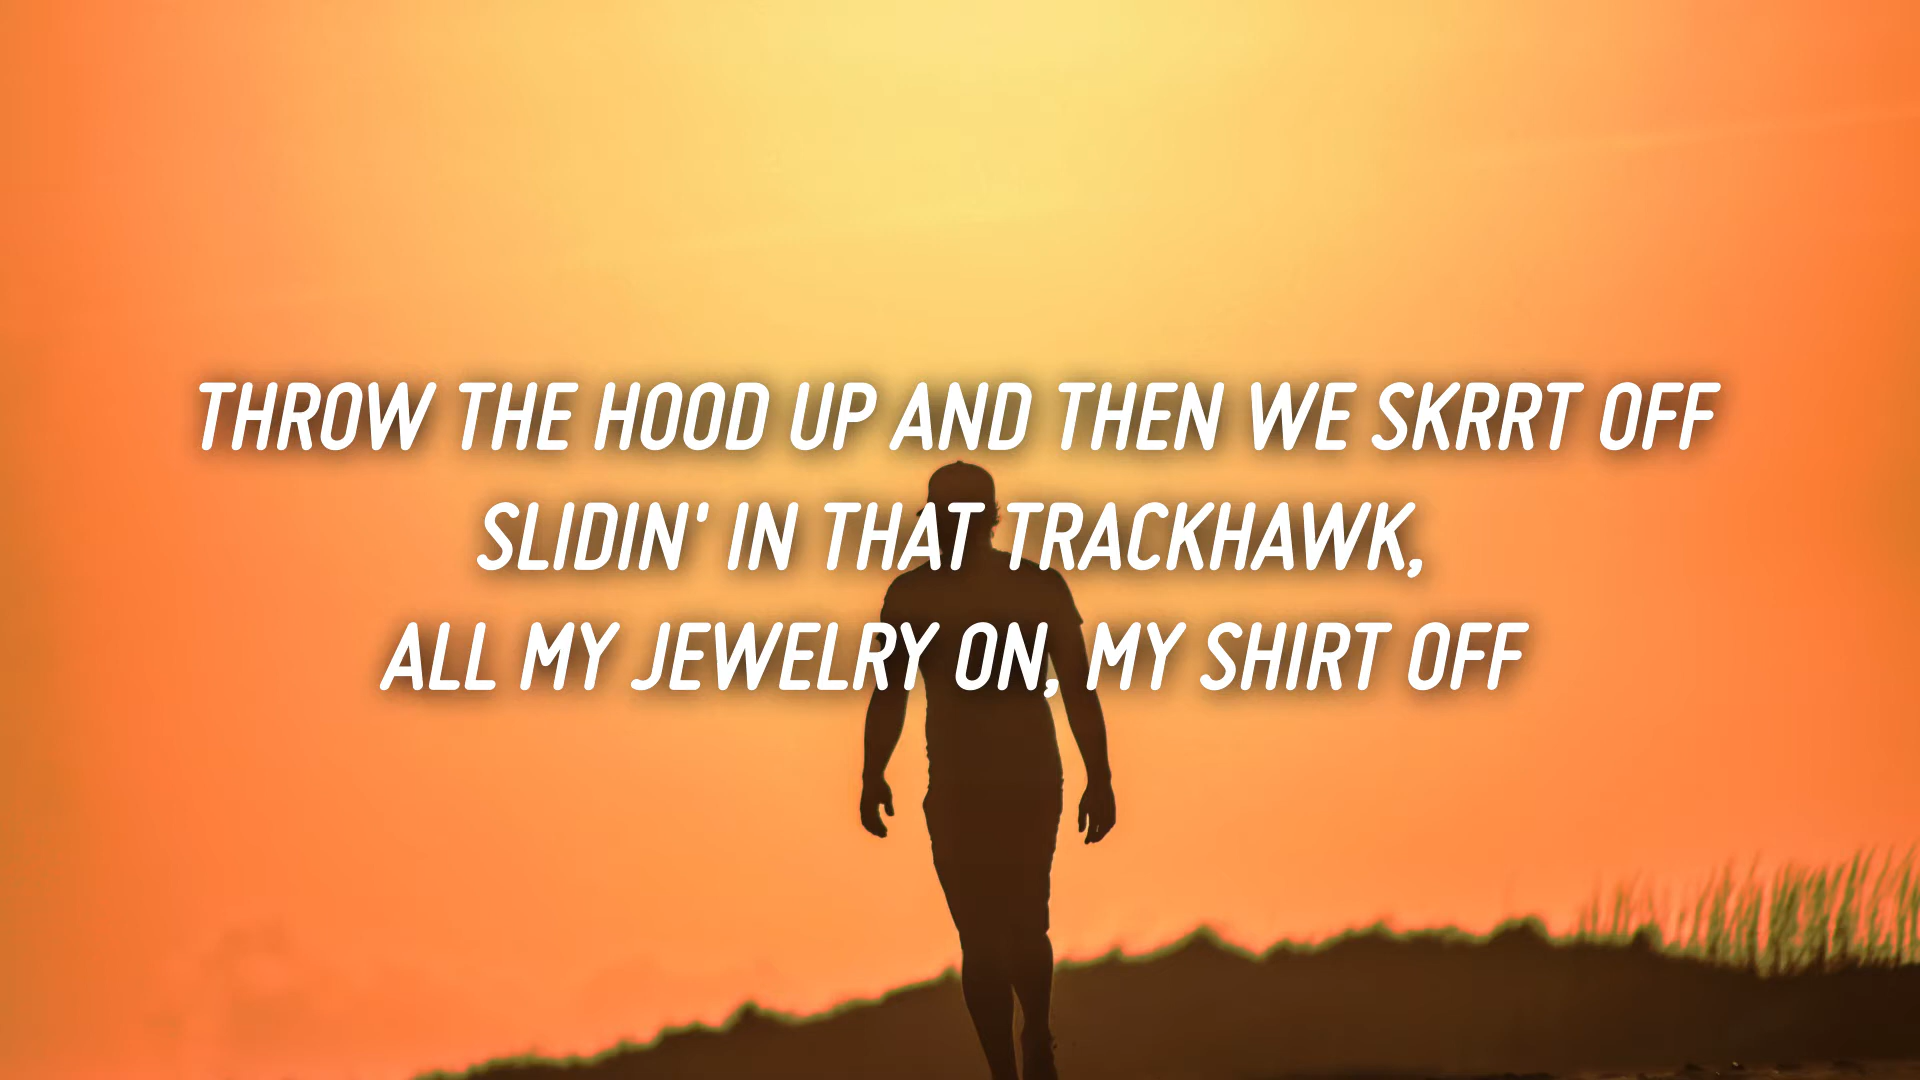 THROW THE HOOD UP AND THEN WE SKRRT OFF
SLIDIN' IN THAT TRACKHAWK,
ALL MY JEWELRY ON, MY SHIRT OFF